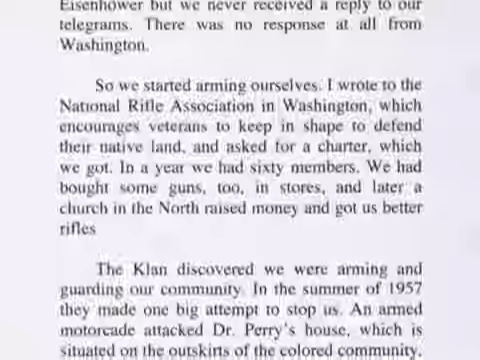 Eisenhower but we never received a reply to our
telegrams. There was no response at all from
Washington.
So we started arming ourselves. I wrote to the
National Rifle Association in Washington, which
encourages veterans to keep in shape to defend
their native land, and asked for a charter, which
we got. In a year we had sixty members. We had
bought some guns, too, in stores, and later a
church in the North raised money and got us better
rifles
The Klan discovered we were arming and
guarding our community. In the summer of 1957
they made one big attempt to stop us. An armed
motorcade attacked Dr. Perry's house, which is
situated on the outskirts of the colored community.